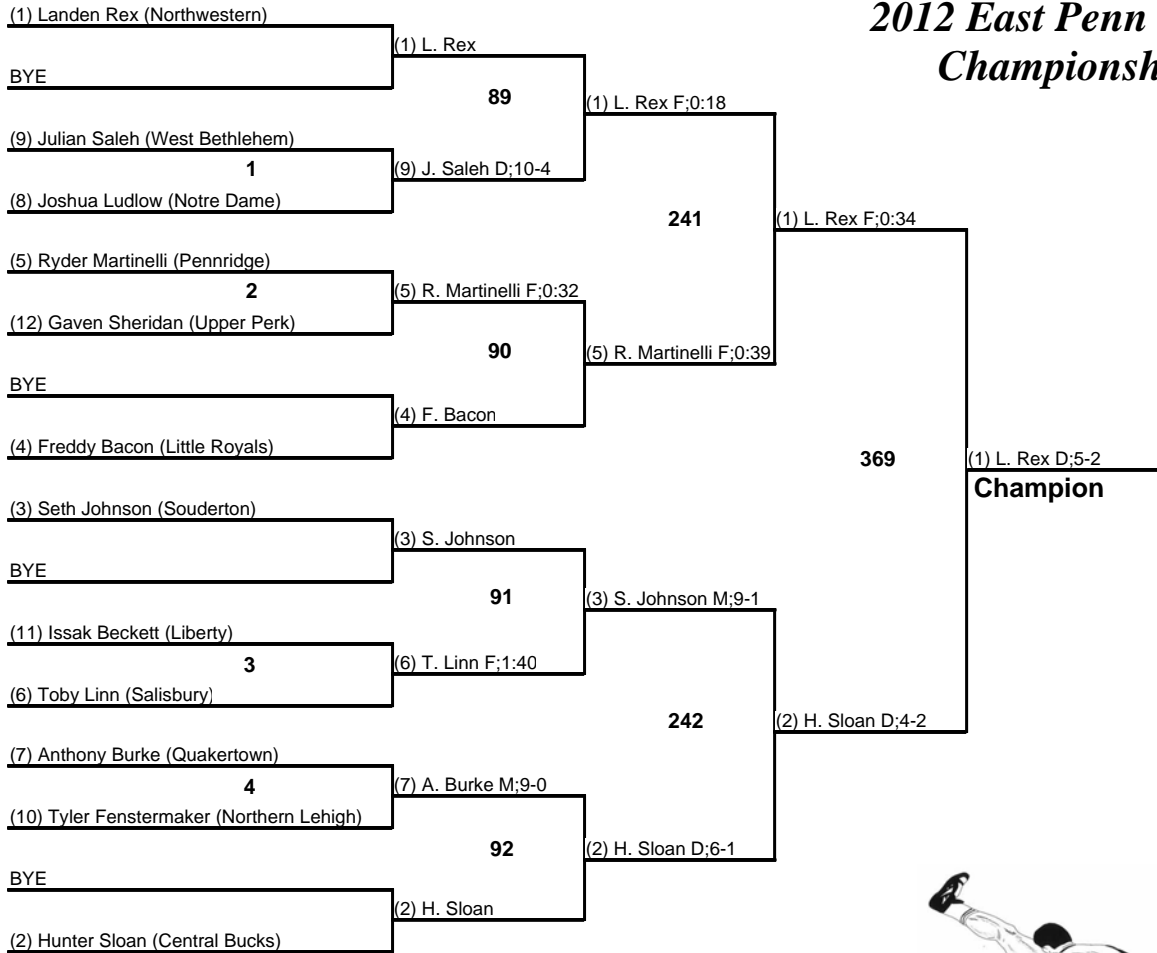 2012 East Penn
Championsh
(1) Landen Rex (Northwestern)
BYE
(1) L. Rex
89
(9) Julian Saleh (West Bethlehem)
1
(8) Joshua Ludlow (Notre Dame)
(9) J. Saleh D;10-4
(1) L. Rex F;0:18
241
(5) Ryder Martinelli (Pennridge)
2
(12) Gaven Sheridan (Upper Perk)
(5) R. Martinelli F;0:32
90
BYE
(4) Freddy Bacon (Little Royals)
(4) F. Bacon
(5) R. Martinelli F;0:39
(1) L. Rex F;0:34
369
(1) L. Rex D;5-2
Champion
(3) Seth Johnson (Souderton)
BYE
(3) S. Johnson
91
(11) Issak Beckett (Liberty)
3
(6) Toby Linn (Salisbury)
(6) T. Linn F;1:40
(3) S. Johnson M;9-1
242
(2) H. Sloan D;4-2
(7) Anthony Burke (Quakertown)
4
(10) Tyler Fenstermaker (Northern Lehigh)
(7) A. Burke M;9-0
92
(2) H. Sloan D;6-1
BYE
(2) Hunter Sloan (Central Bucks)
(2) H. Sloan